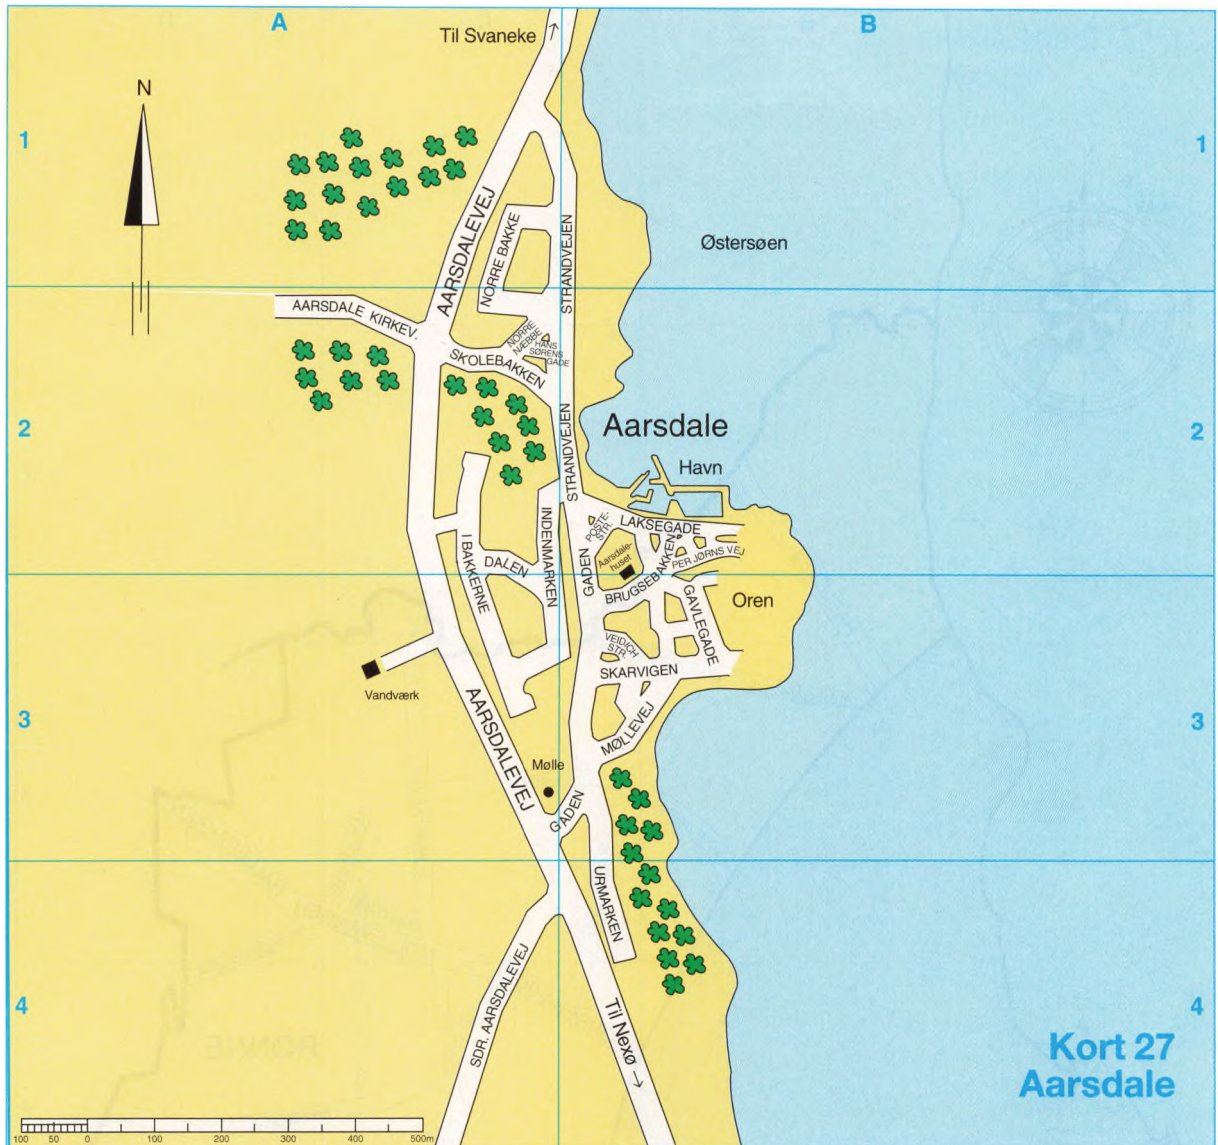 A
B
Til Svaneke
N
1
1
AARSDALEVEJ
NORRE BAKKE
STRANDVEJEN
Østersøen
AARSDALE KIRKEV.
NORRE
NÆBBE
HANS
SØRENS
GADE
SKOLEBAKKEN
2
2
STRANDVEJEN
Aarsdale
Havn
INDENMARKEN
POSTE-
STR.
LAKSEGADE
I BAKKERNE
DALEN
GADEN
Aarsdale-
huset
PER JØRNS VEJ
BRUGSEBAKKEN
GAVLEGADE
Oren
VEID/CH
STR.
SKARVIGEN
Vandværk
AARSDALEVEJ
3
3
MØLLEVEJ
Mølle
GADEN
URMARKEN
SDR. AARSDALEVEJ
Til Nexø
4
4
Kort 27
Aarsdale
100 50 0 100 200 300 400 500m